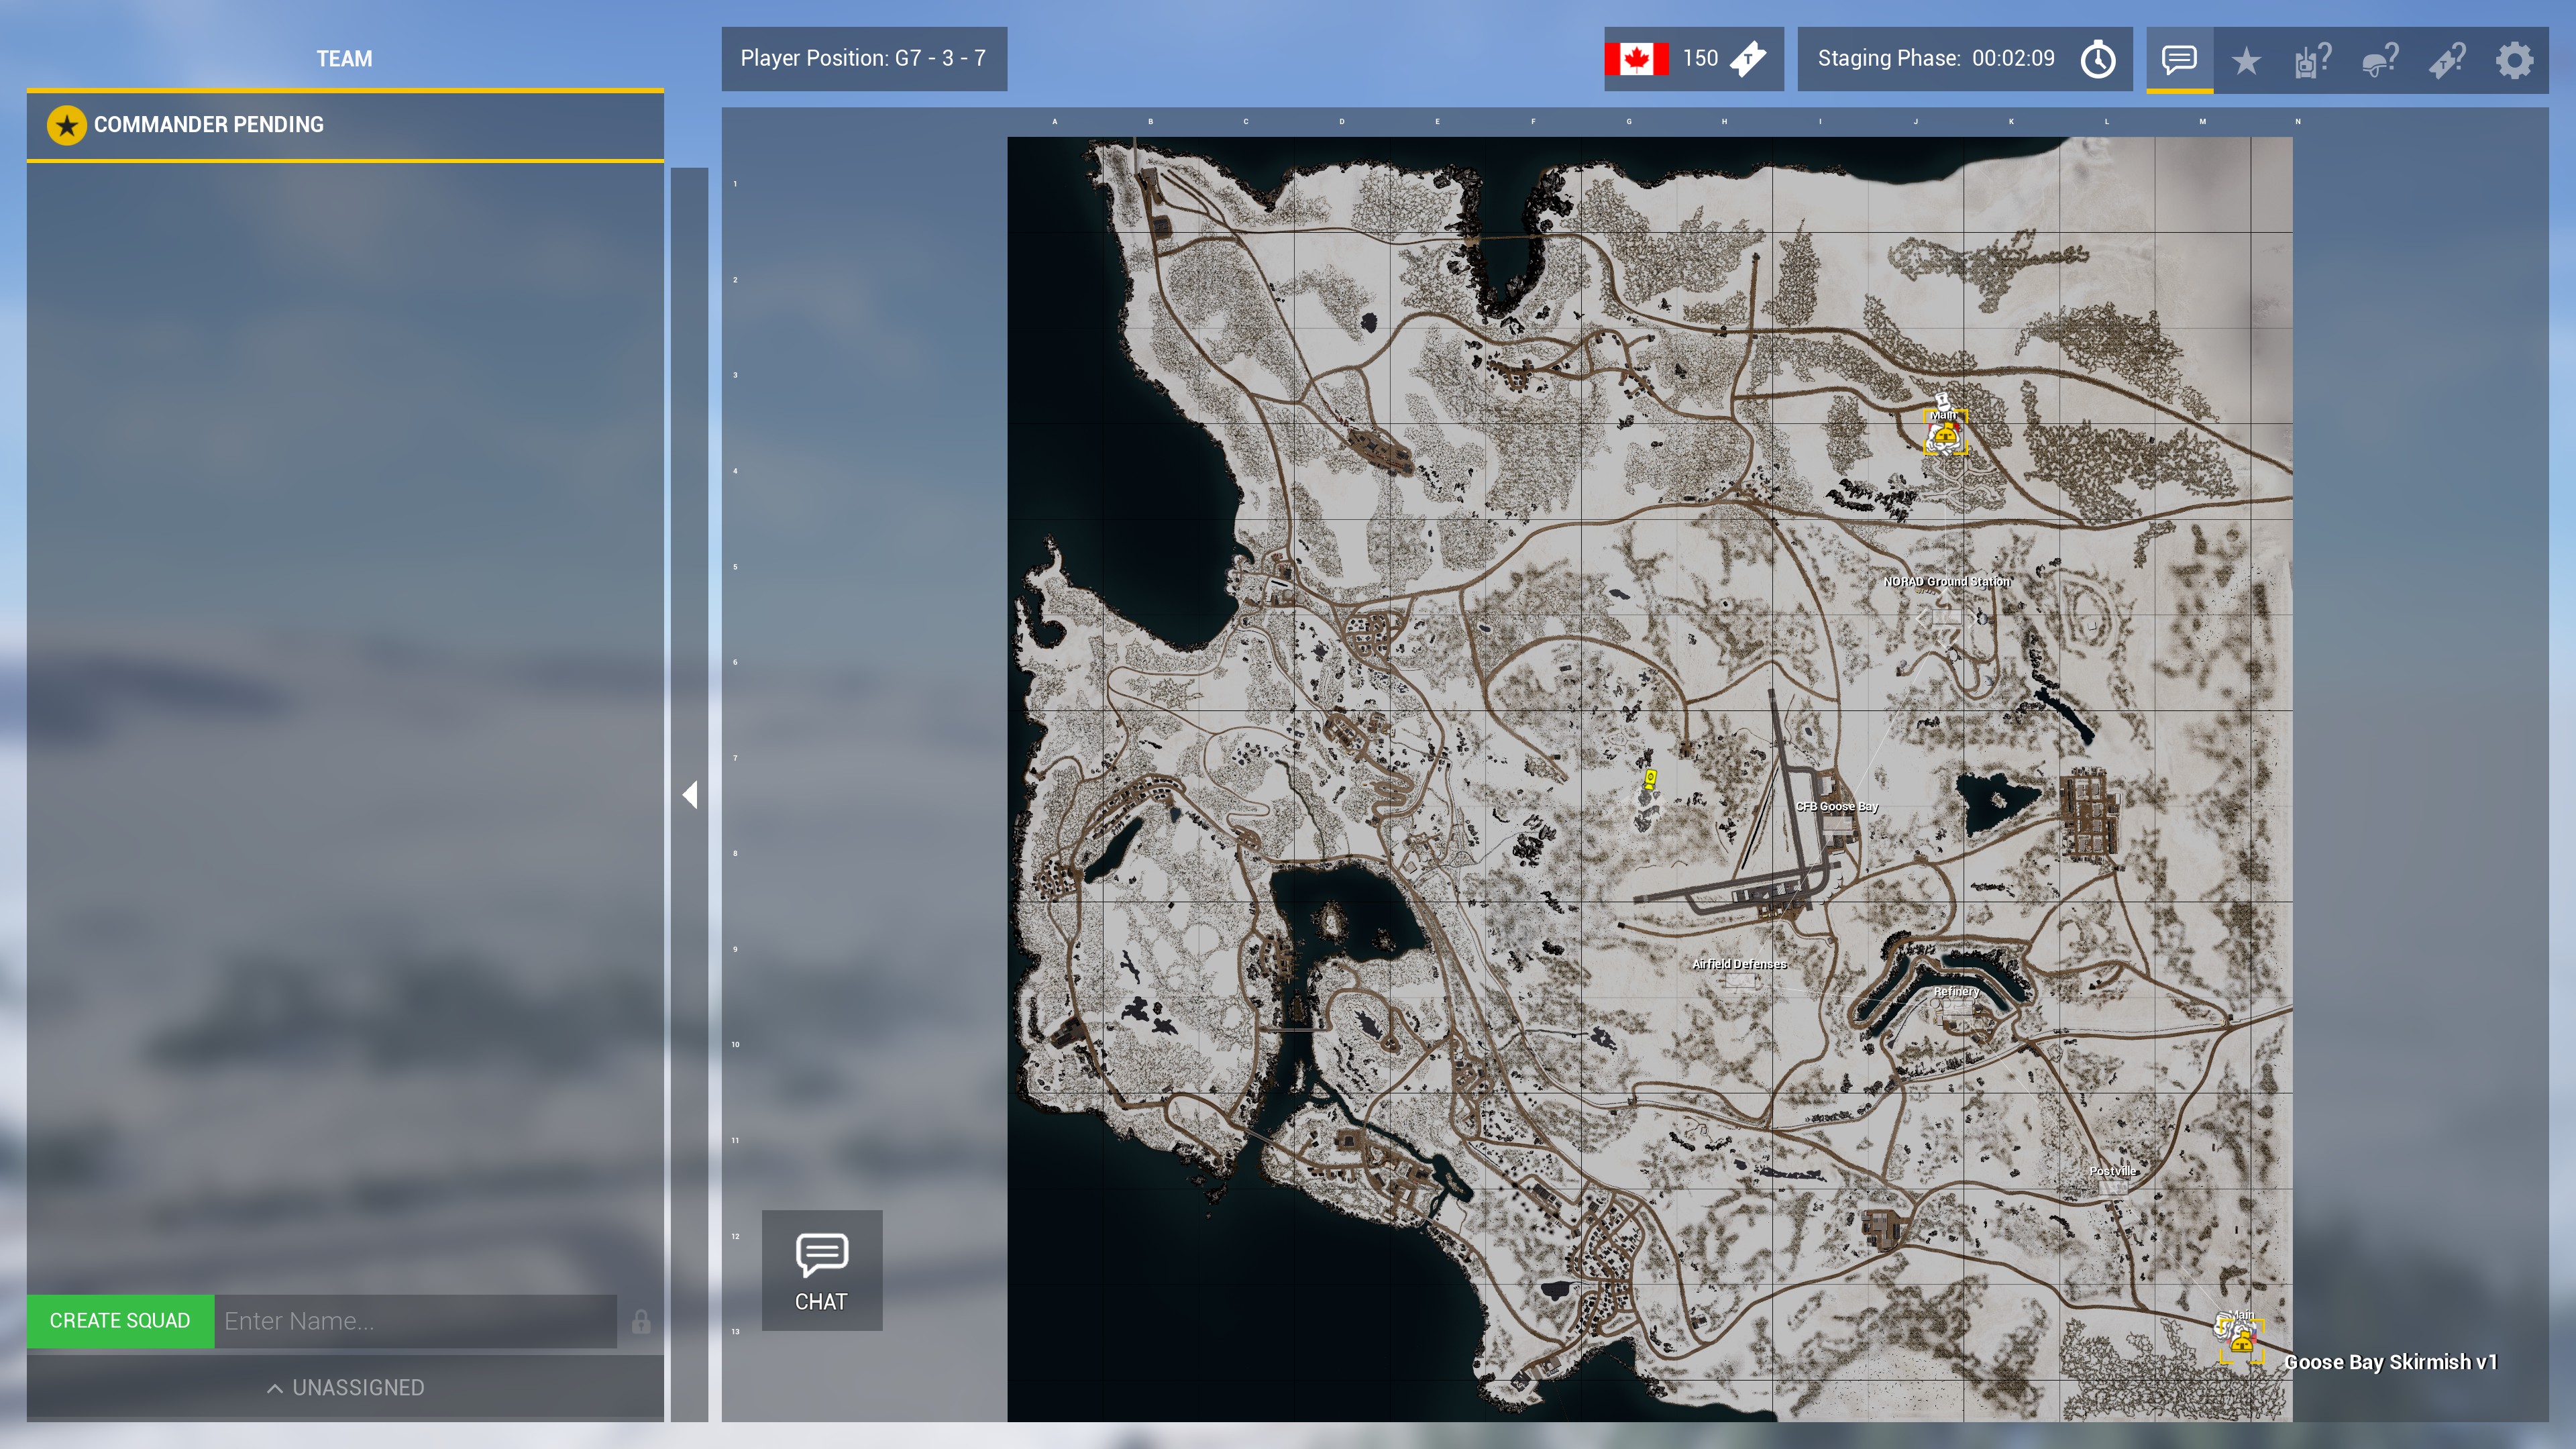 TEAM
Player Position: G7 - 3 - 7
150
Staging Phase: 00:02:09
COMMANDER PENDING
A B C D E F G H I J K L M N
1
2
3
Main
4
5
NORAD Ground Station
6
7
CFB Goose Bay
8
9
Airfield Defenses
Refinery
10
11
Postville
12
CHAT
13
Main
CREATE SQUAD
Enter Name...
Goose Bay Skirmish v1
UNASSIGNED